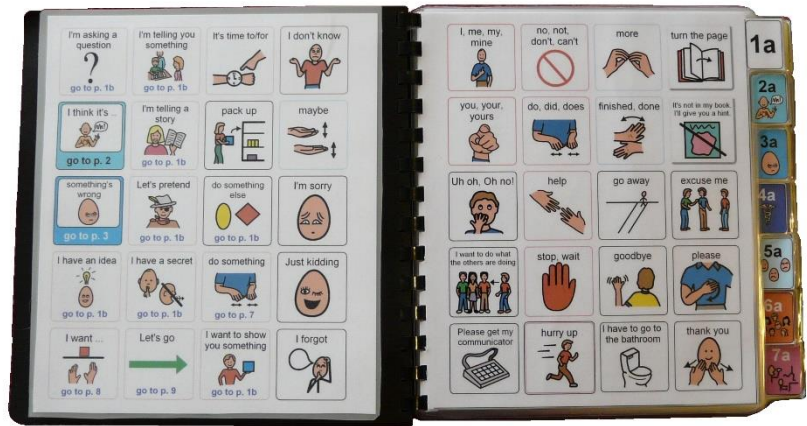 I'm asking a
question
go to p. 1b
I'm telling you
something
go to p. 1b
It's time to/for
I don't know
I think it's ..
go to p. 2
I'm telling a
story
go to p. 1b
pack up
maybe
something's
wrong
go to p. 3
Let's pretend
go to p. 1b
do something
else
go to p. 1b
I'm sorry
I have an idea
go to p. 1b
I have a secret
go to p. 1b
do something
go to p. 7
Just kidding
I want ...
go to p. 8
Let's go
go to p. 9
I want to show
you something
go to p. 1b
I forgot
I, me, my,
mine
no, not,
don't, can't
more
turn the page
you, your,
yours
do, did, does
finished, done
It's not in my book.
I'll give you a hint.
Uh oh, Oh no!
help
go away
excuse me
I want to do what
the others are doing
stop, wait
goodbye
please
Please get my
communicator
hurry up
I have to go to
the bathroom
thank you
1a
2a
3a
4a
5a
6a
7a